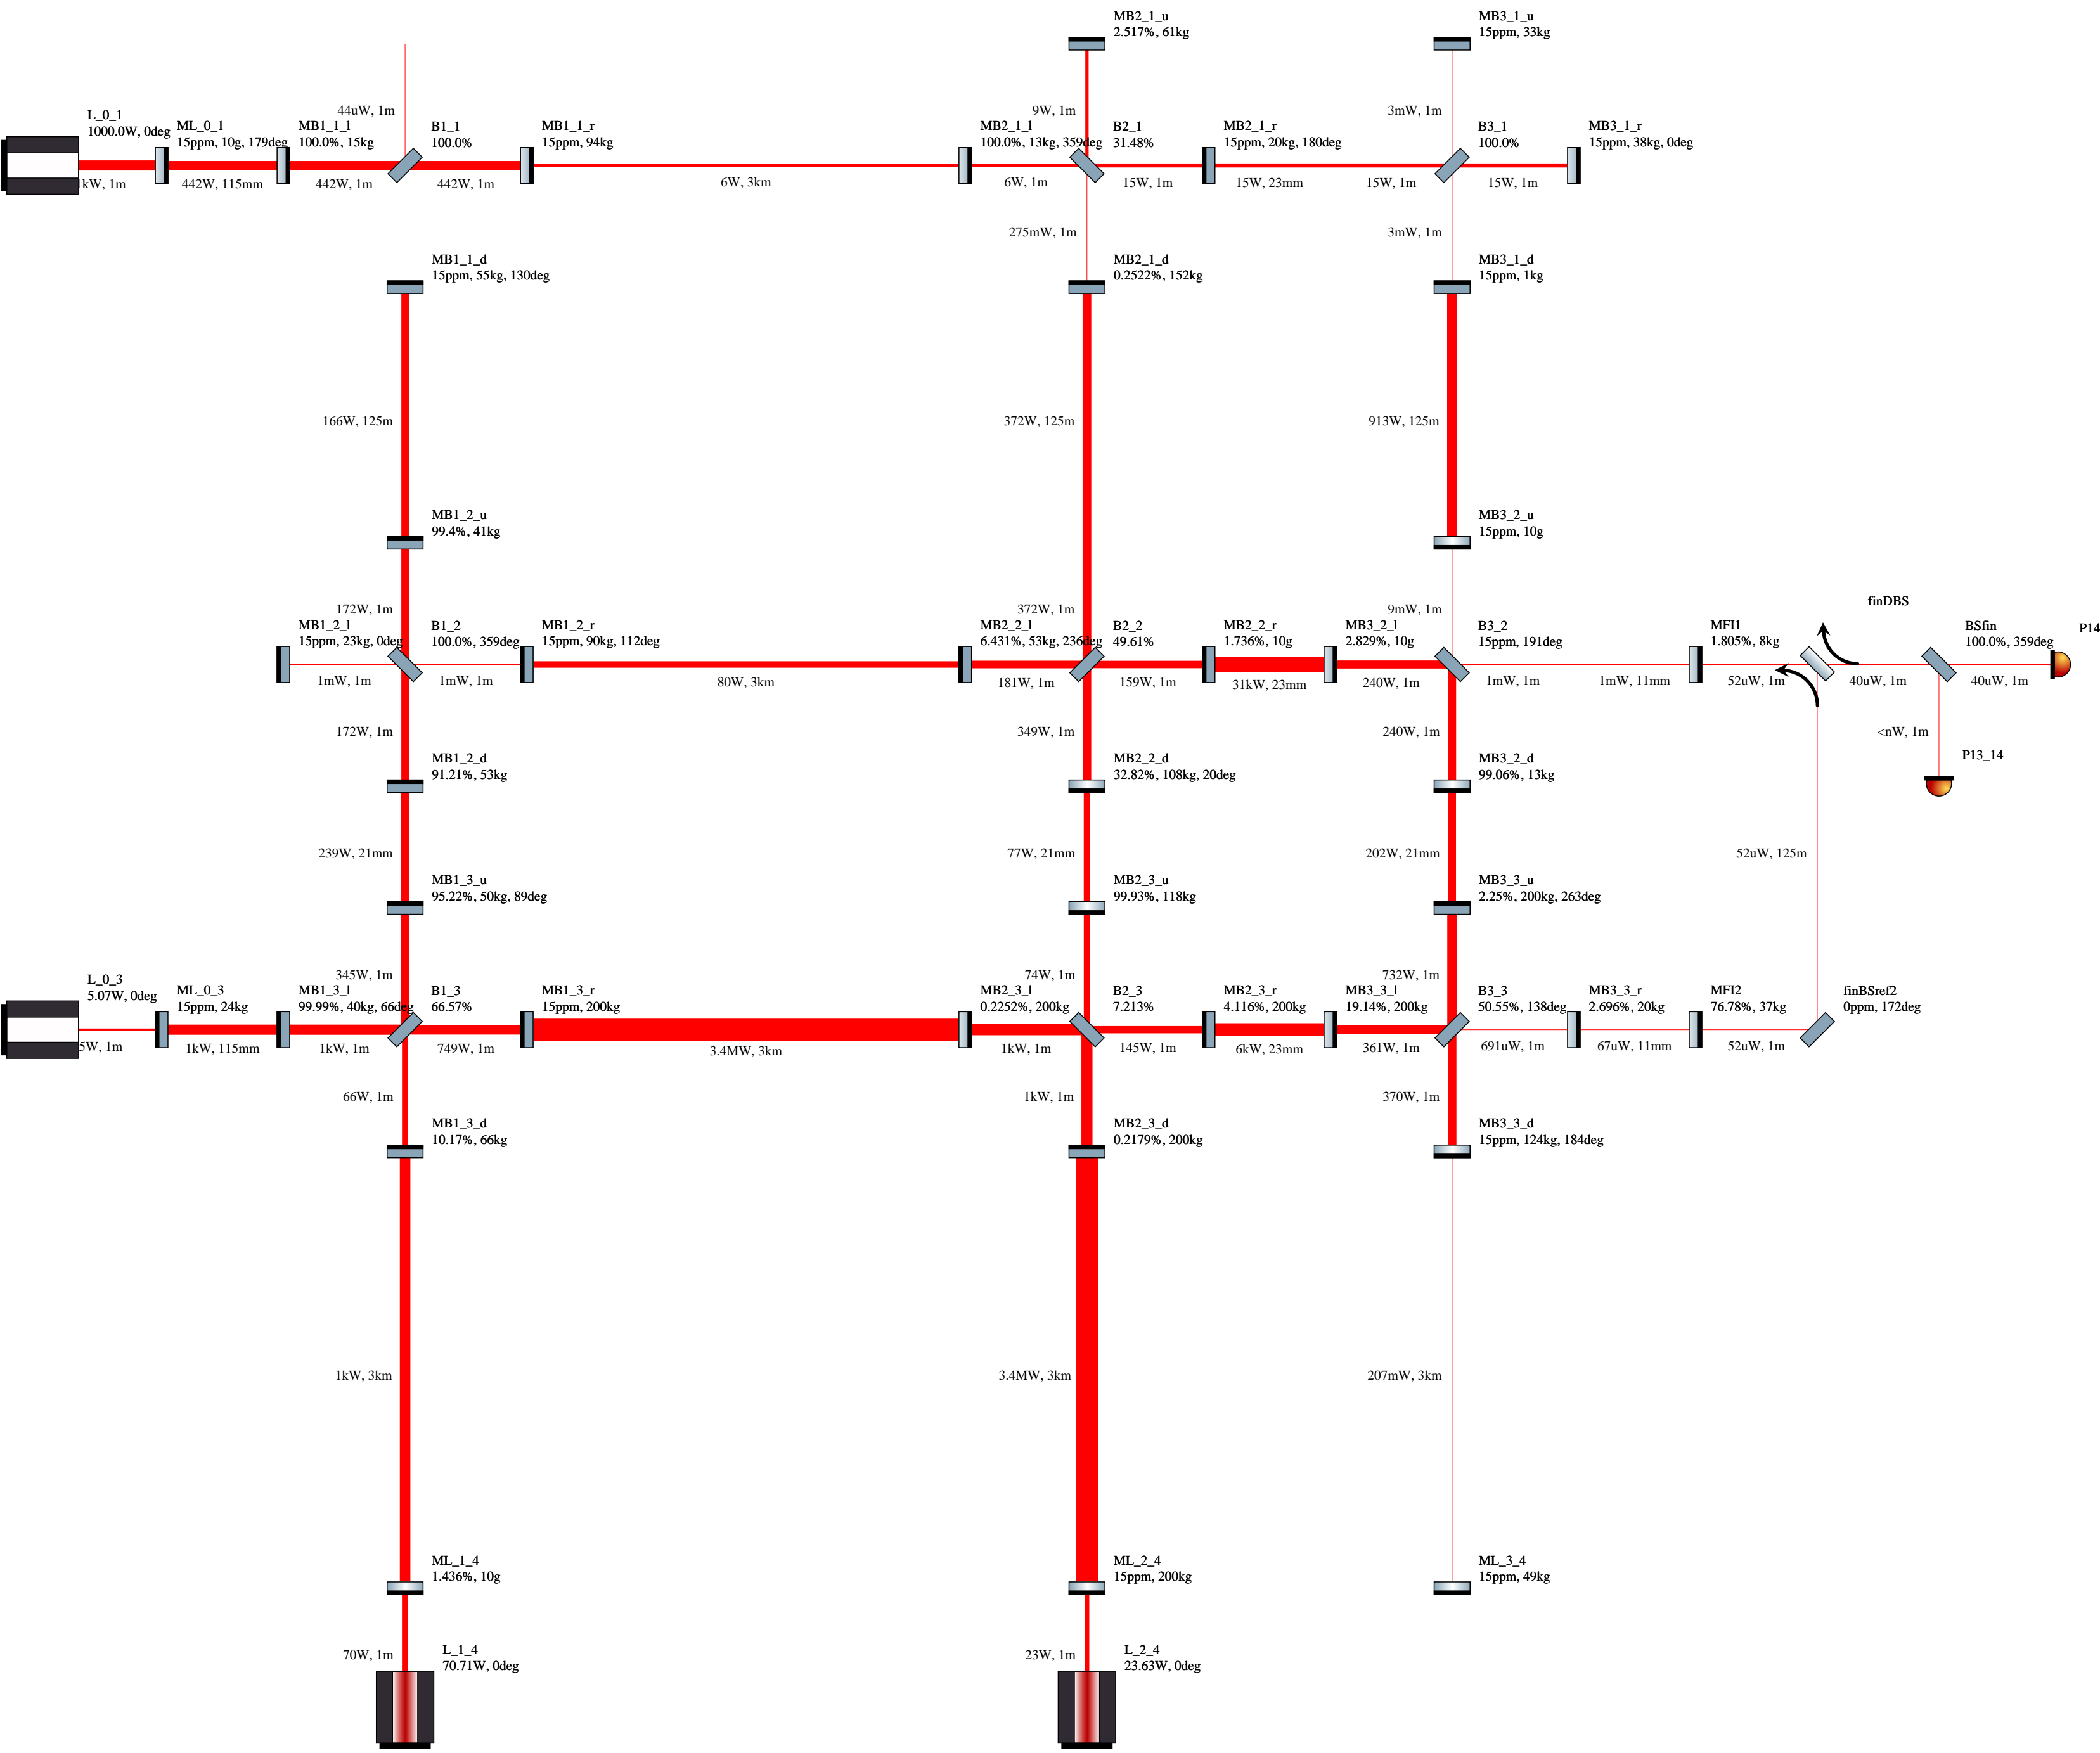 MB2_1_u
2.517%, 61kg
MB3_1_u
15ppm, 33kg
44uW, 1m
9W, 1m
3mW, 1m
L_0_1
1000.0W, 0deg
ML_0_1
15ppm, 10g, 179deg
MB1_1_l
100.0%, 15kg
B1_1
100.0%
MB1_1_r
15ppm, 94kg
MB2_1_l
100.0%, 13kg, 359deg
B2_1
31.48%
MB2_1_r
15ppm, 20kg, 180deg
B3_1
100.0%
MB3_1_r
15ppm, 38kg, 0deg
kW, 1m
442W, 115mm
442W, 1m
442W, 1m
6W, 3km
6W, 1m
15W, 1m
15W, 23mm
15W, 1m
15W, 1m
275mW, 1m
3mW, 1m
MB1_1_d
15ppm, 55kg, 130deg
MB2_1_d
0.2522%, 152kg
MB3_1_d
15ppm, 1kg
166W, 125m
372W, 125m
913W, 125m
MB1_2_u
99.4%, 41kg
MB3_2_u
15ppm, 10g
172W, 1m
372W, 1m
9mW, 1m
finDBS
MB1_2_l
15ppm, 23kg, 0deg
B1_2
100.0%, 359deg
MB1_2_r
15ppm, 90kg, 112deg
MB2_2_l
6.431%, 53kg, 236deg
B2_2
49.61%
MB2_2_r
1.736%, 10g
MB3_2_l
2.829%, 10g
B3_2
15ppm, 191deg
MFI1
1.805%, 8kg
BSfin
100.0%, 359deg
P14
1mW, 1m
1mW, 1m
80W, 3km
181W, 1m
159W, 1m
31kW, 23mm
240W, 1m
1mW, 1m
1mW, 11mm
52uW, 1m
40uW, 1m
40uW, 1m
172W, 1m
349W, 1m
240W, 1m
<nW, 1m
P13_14
MB1_2_d
91.21%, 53kg
MB2_2_d
32.82%, 108kg, 20deg
MB3_2_d
99.06%, 13kg
239W, 21mm
77W, 21mm
202W, 21mm
52uW, 125m
MB1_3_u
95.22%, 50kg, 89deg
MB2_3_u
99.93%, 118kg
MB3_3_u
2.25%, 200kg, 263deg
345W, 1m
74W, 1m
732W, 1m
L_0_3
5.07W, 0deg
ML_0_3
15ppm, 24kg
MB1_3_l
99.99%, 40kg, 66deg
B1_3
66.57%
MB1_3_r
15ppm, 200kg
MB2_3_l
0.2252%, 200kg
B2_3
7.213%
MB2_3_r
4.116%, 200kg
MB3_3_l
19.14%, 200kg
B3_3
50.55%, 138deg
MB3_3_r
2.696%, 20kg
MFI2
76.78%, 37kg
finBSref2
0ppm, 172deg
5W, 1m
1kW, 115mm
1kW, 1m
749W, 1m
3.4MW, 3km
1kW, 1m
145W, 1m
6kW, 23mm
361W, 1m
691uW, 1m
67uW, 11mm
52uW, 1m
66W, 1m
1kW, 1m
370W, 1m
MB1_3_d
10.17%, 66kg
MB2_3_d
0.2179%, 200kg
MB3_3_d
15ppm, 124kg, 184deg
1kW, 3km
3.4MW, 3km
207mW, 3km
ML_1_4
1.436%, 10g
ML_2_4
15ppm, 200kg
ML_3_4
15ppm, 49kg
70W, 1m
L_1_4
70.71W, 0deg
23W, 1m
L_2_4
23.63W, 0deg